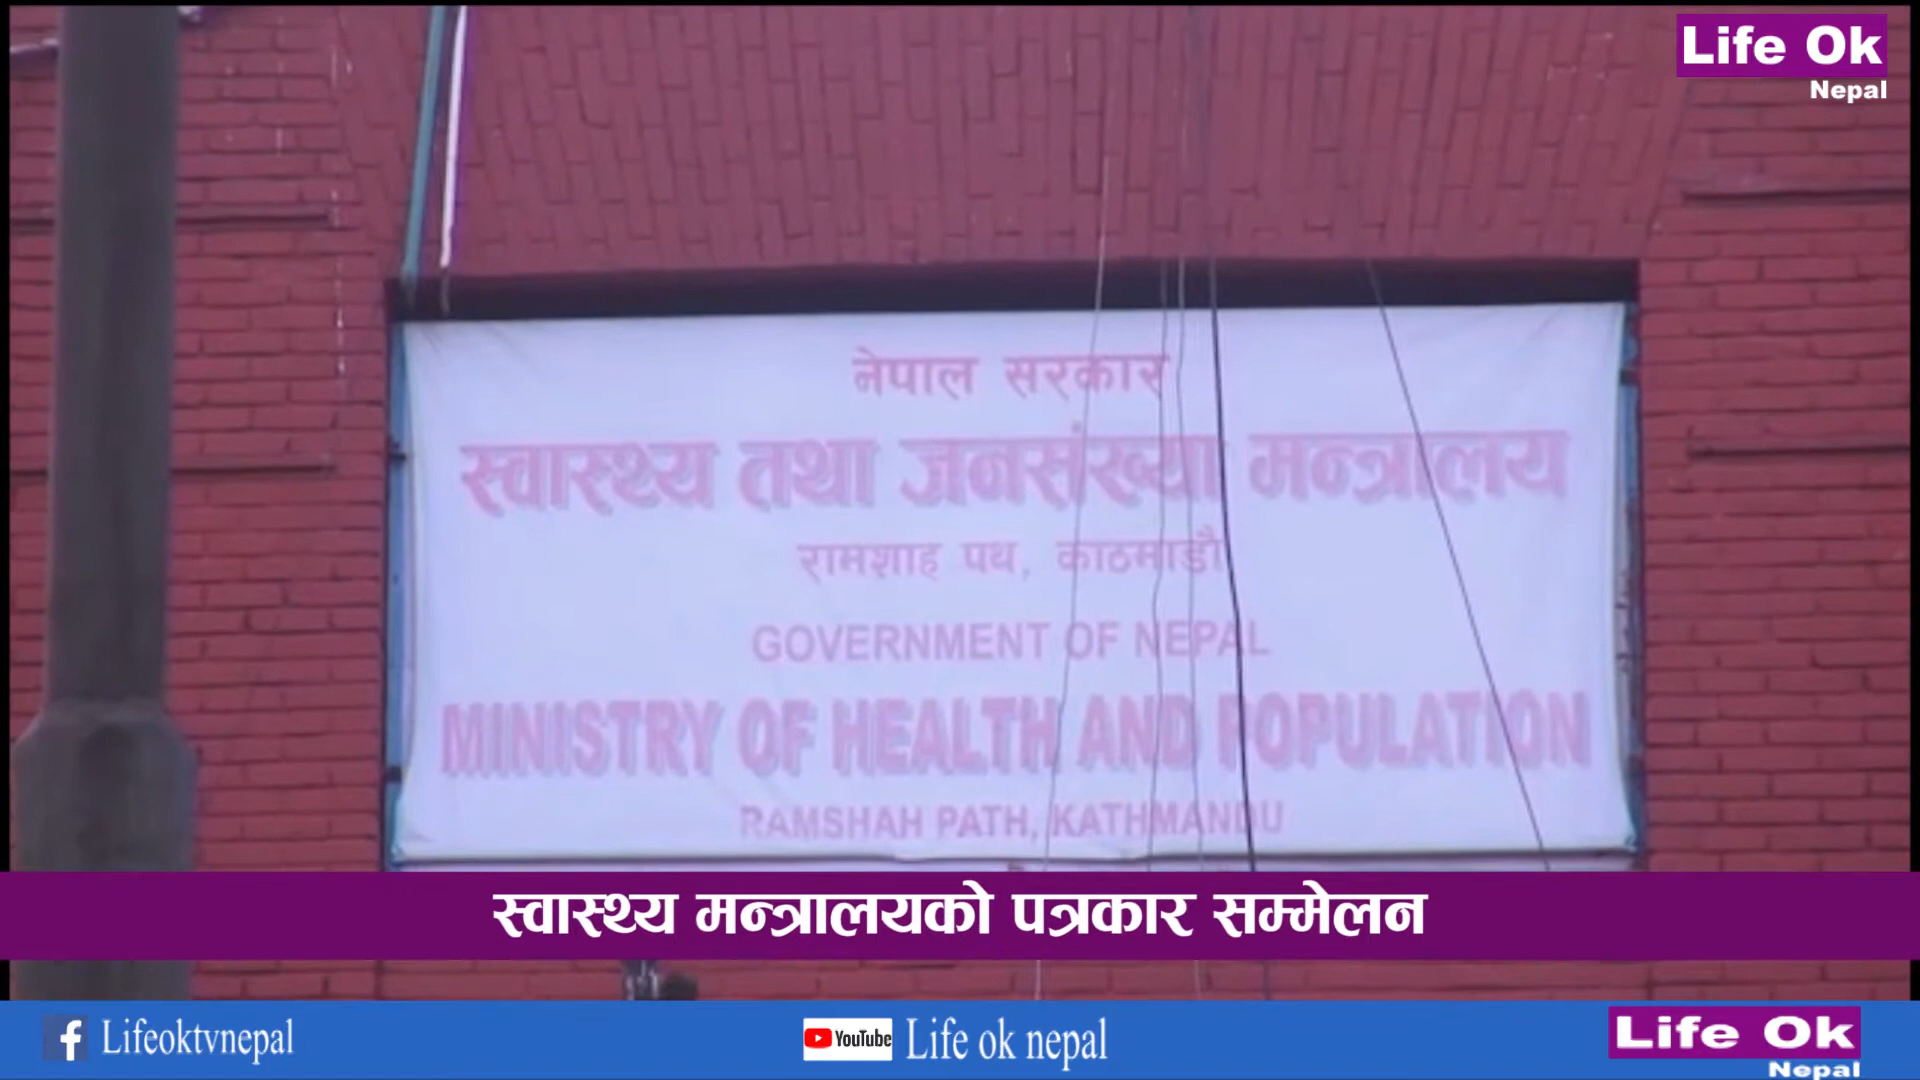 Life Ok
Nepal
नेपाल सरकार
स्वास्थ्य तथा जनसंख्या मन्त्रालय
रामशाह पथ, काठमाडौ
GOVERNMENT OF NEPAL
MINISTRY OF HEALTH AND POPULATION
RAMSHAH PATH, KATHMANDU
स्वास्थ्य मन्त्रालयको पत्रकार सम्मेलन
Lifeoktvnepal
YouTube Life ok nepal
Life Ok
Nepal